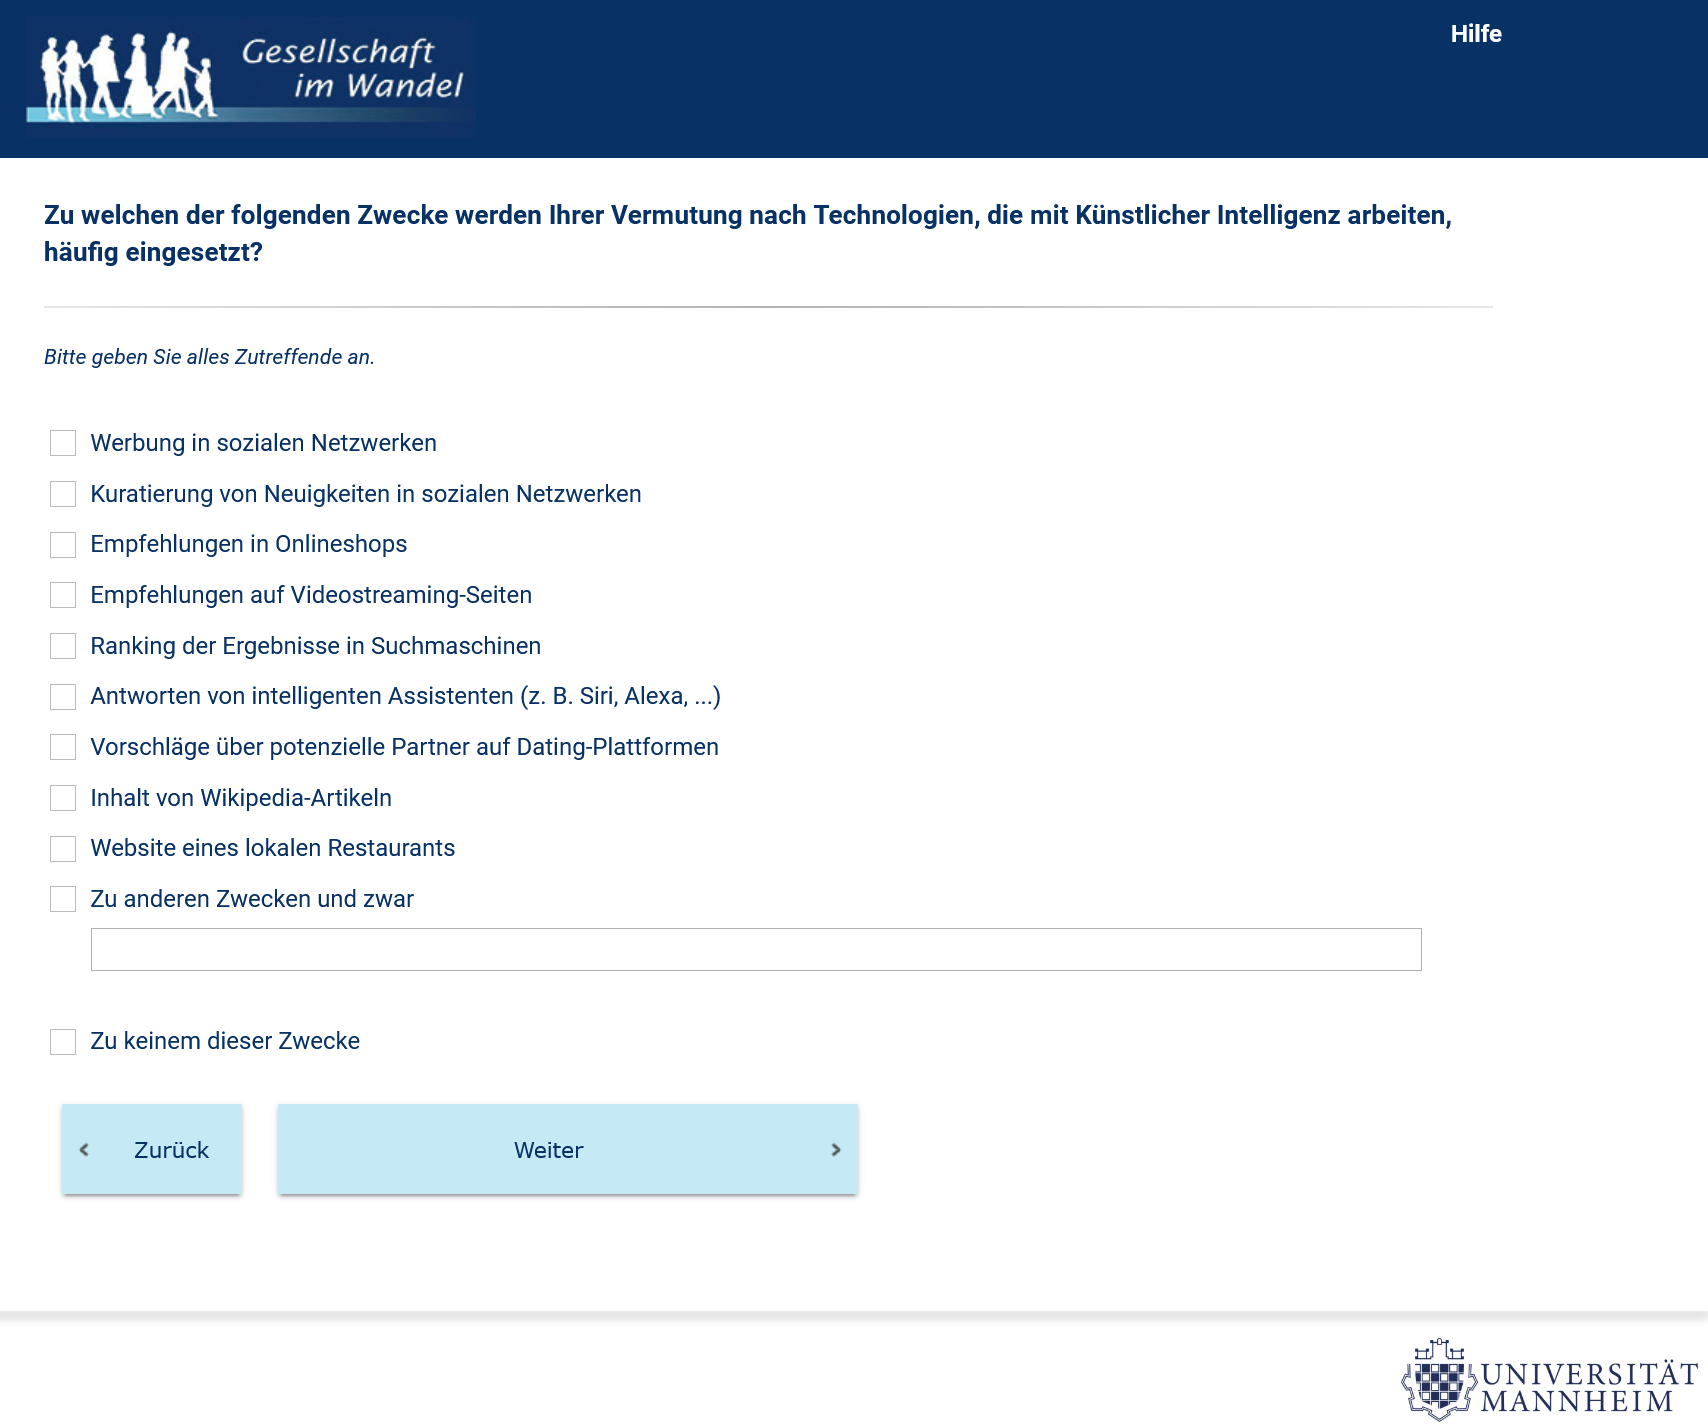 Gesellschaft
im Wandel
Hilfe
Zu welchen der folgenden Zwecke werden Ihrer Vermutung nach Technologien, die mit Künstlicher Intelligenz arbeiten,
häufig eingesetzt?
Bitte geben Sie alles Zutreffende an.
Werbung in sozialen Netzwerken
Kuratierung von Neuigkeiten in sozialen Netzwerken
Empfehlungen in Onlineshops
Empfehlungen auf Videostreaming-Seiten
Ranking der Ergebnisse in Suchmaschinen
Antworten von intelligenten Assistenten (z. B. Siri, Alexa, ...)
Vorschläge über potenzielle Partner auf Dating-Plattformen
Inhalt von Wikipedia-Artikeln
Website eines lokalen Restaurants
Zu anderen Zwecken und zwar
Zu keinem dieser Zwecke
Zurück
Weiter
UNIVERSITÄT
MANNHEIM